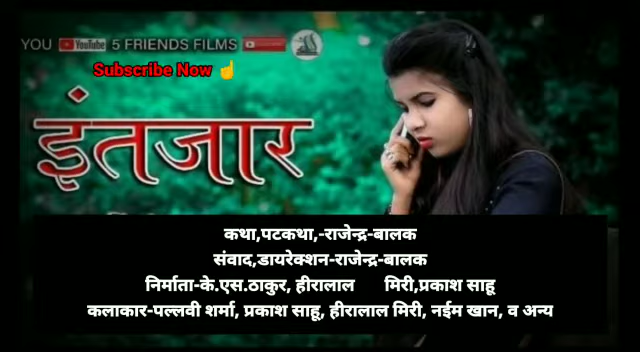 YOU YouTube 5 FRIENDS FILMS
Subscribe Now
इंतजार
कथा,पटकथा,-राजेन्द्र-बालक
संवाद,डायरेक्शन-राजेन्द्र-बालक
निर्माता-के.एस.ठाकुर, हीरालाल मिरी,प्रकाश साहू
कलाकार-पल्लवी शर्मा, प्रकाश साहू, हीरालाल मिरी, नईम खान, व अन्य